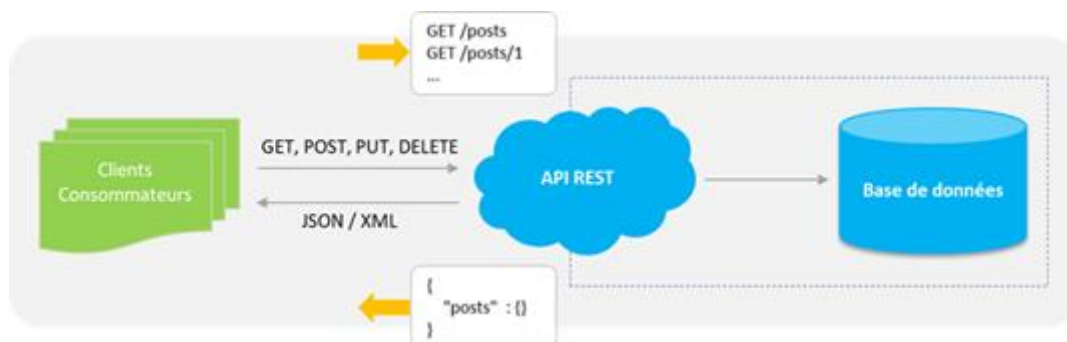 GET /posts
GET /posts/1
...
GET, POST, PUT, DELETE
Clients
Consommateurs
API REST
Base de données
JSON / XML
{
"posts" : {}
}